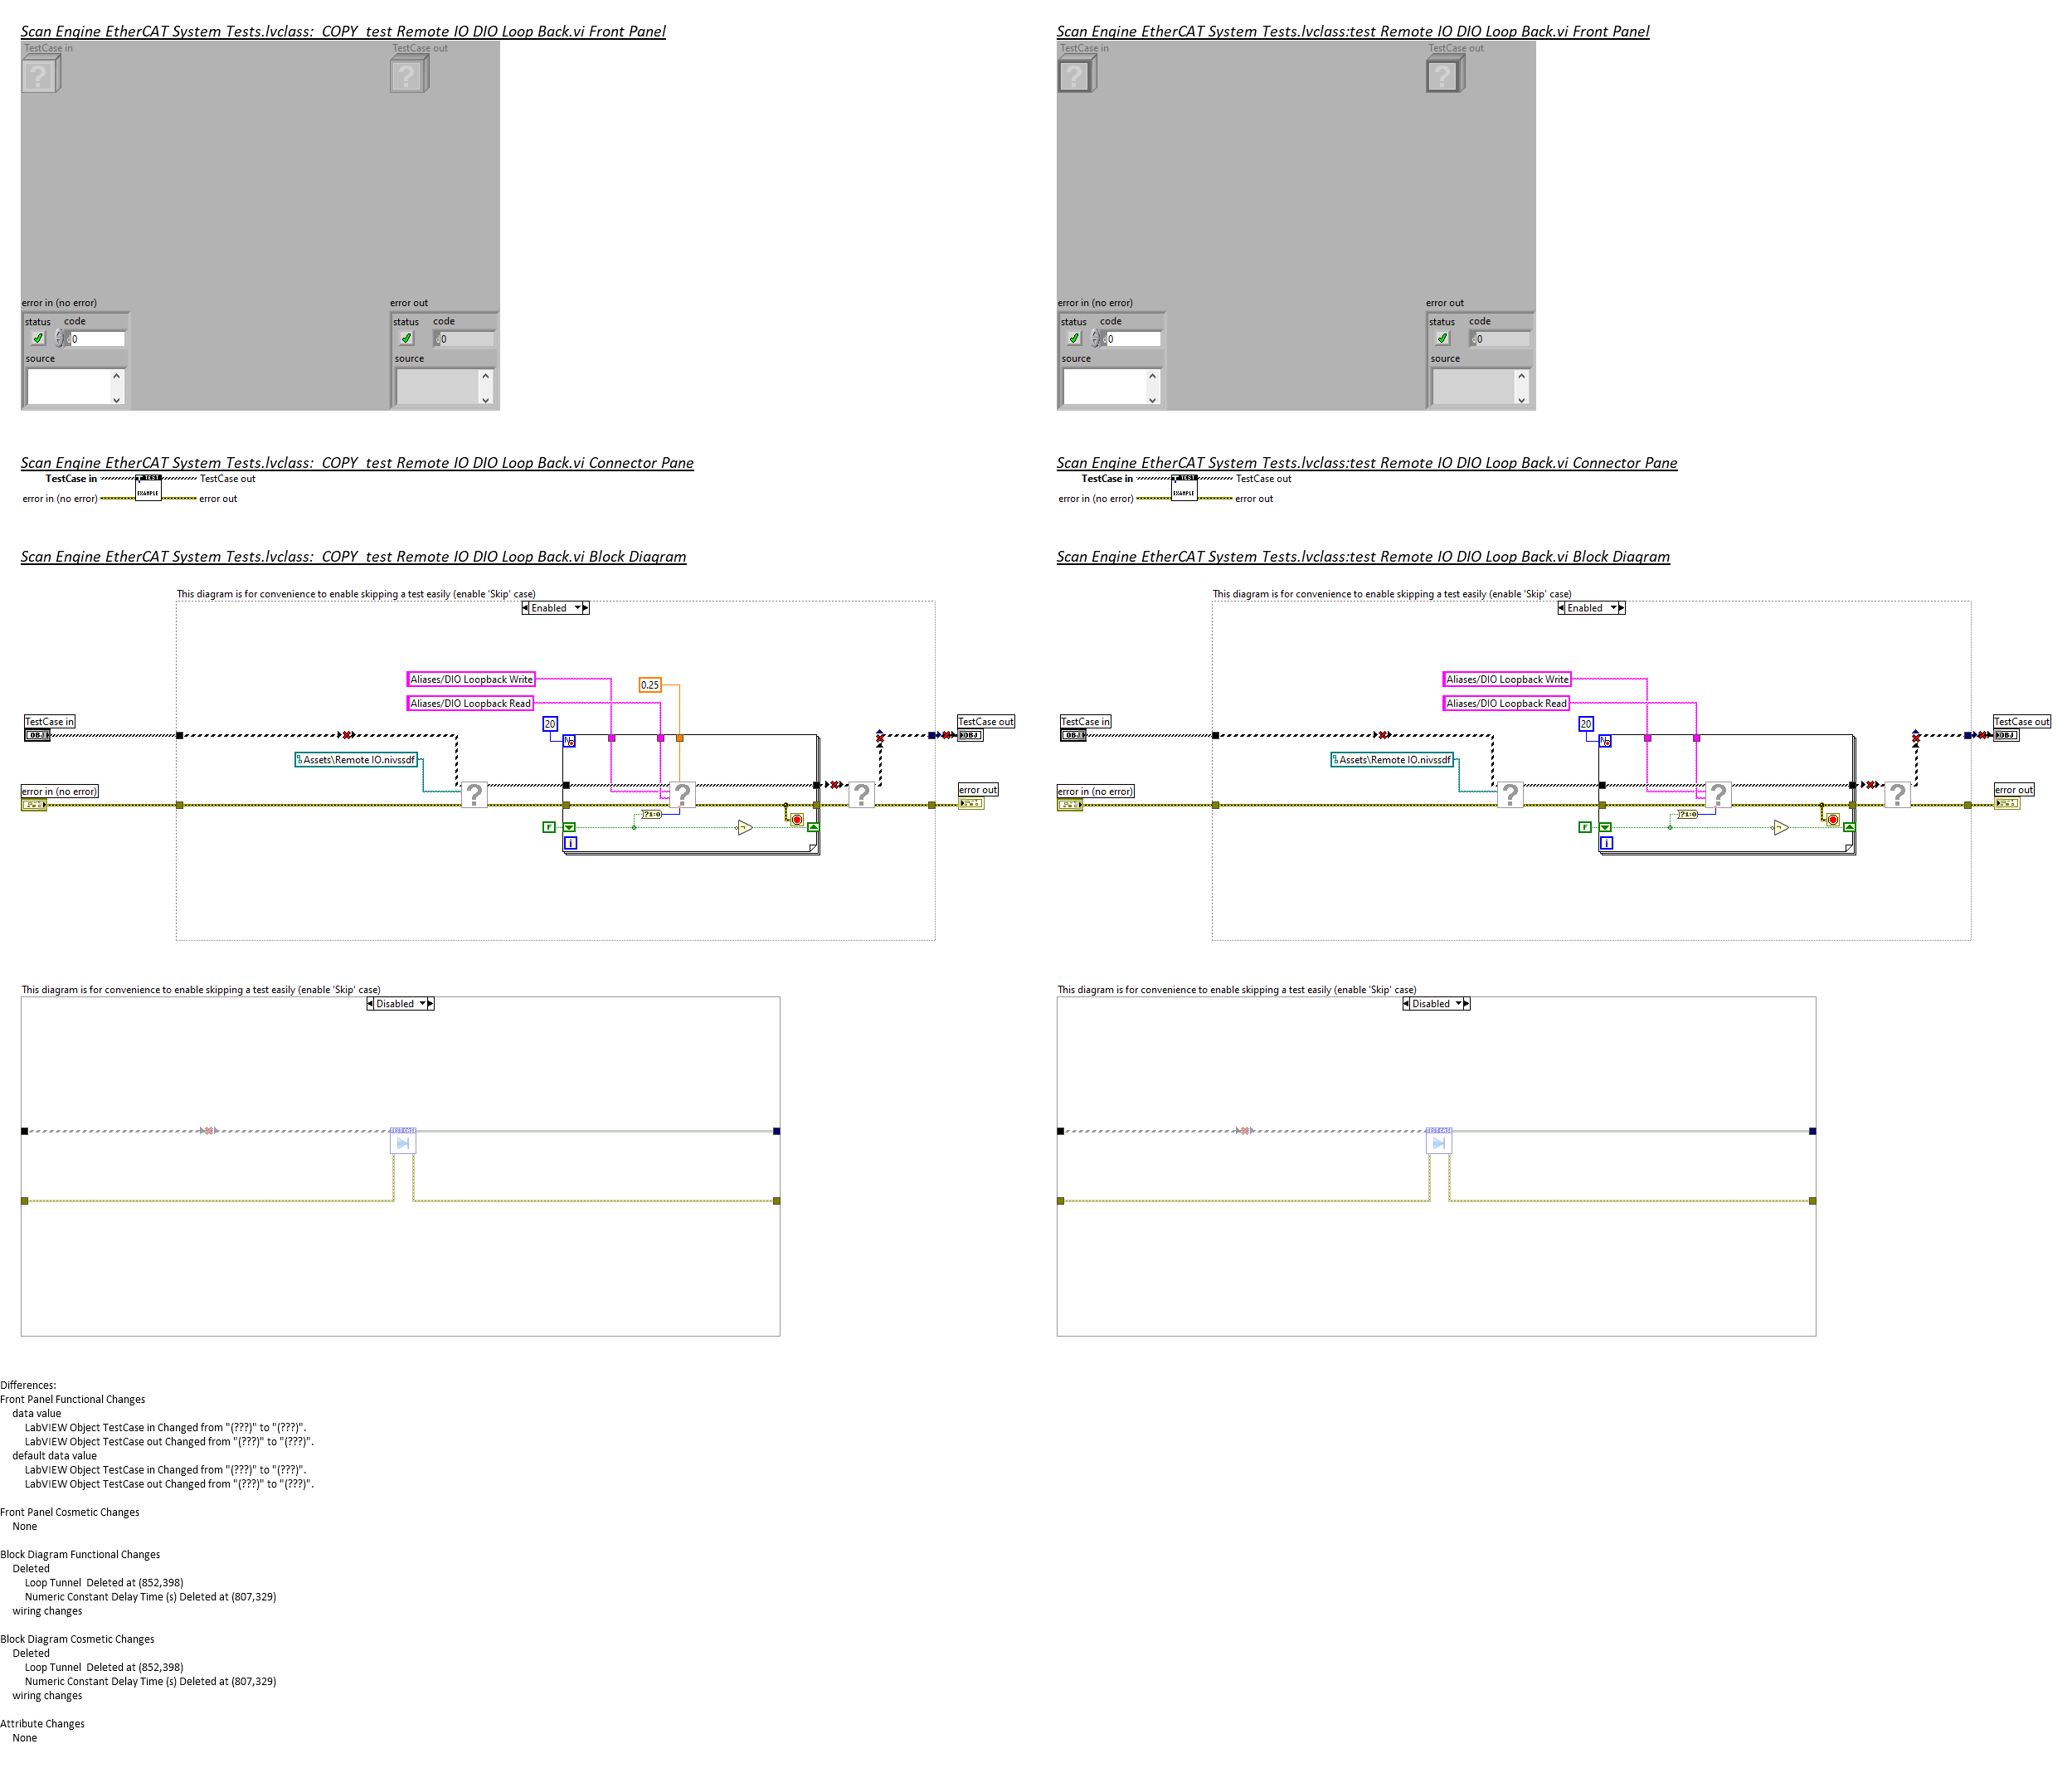 Scan Engine EtherCAT System Tests.lvclass:  COPY  test Remote IO DIO Loop Back.vi Front Panel
TestCase in
TestCase out
?
?
error in (no error)
error out
status
code
status
code
0
0
source
source
Scan Engine EtherCAT System Tests.lvclass:  COPY  test Remote IO DIO Loop Back.vi Connector Pane
TestCase in
TEST
TestCase out
error in (no error)
EXAMPLE
error out
Scan Engine EtherCAT System Tests.lvclass:  COPY  test Remote IO DIO Loop Back.vi Block Diagram
This diagram is for convenience to enable skipping a test easily (enable 'Skip' case)
Enabled
Aliases/DIO Loopback Write
0.25
Aliases/DIO Loopback Read
TestCase in
20
TestCase out
OBJ
N
OBJ
Assets\Remote IO.nivssdf
error in (no error)
?
?
?
error out
?1:0
F
i
This diagram is for convenience to enable skipping a test easily (enable 'Skip' case)
Disabled
Scan Engine EtherCAT System Tests.lvclass:test Remote IO DIO Loop Back.vi Front Panel
TestCase in
TestCase out
?
?
error in (no error)
error out
status
code
status
code
0
0
source
source
Scan Engine EtherCAT System Tests.lvclass:test Remote IO DIO Loop Back.vi Connector Pane
TestCase in
TEST
TestCase out
error in (no error)
EXAMPLE
error out
Scan Engine EtherCAT System Tests.lvclass:test Remote IO DIO Loop Back.vi Block Diagram
This diagram is for convenience to enable skipping a test easily (enable 'Skip' case)
Enabled
Aliases/DIO Loopback Write
Aliases/DIO Loopback Read
TestCase in
20
TestCase out
OBJ
N
OBJ
Assets\Remote IO.nivssdf
error in (no error)
?
?
?
error out
?1:0
F
i
This diagram is for convenience to enable skipping a test easily (enable 'Skip' case)
Disabled
Differences:
Front Panel Functional Changes
data value
LabVIEW Object TestCase in Changed from "(???)" to "(???)".
LabVIEW Object TestCase out Changed from "(???)" to "(???)".
default data value
LabVIEW Object TestCase in Changed from "(???)" to "(???)".
LabVIEW Object TestCase out Changed from "(???)" to "(???)".
Front Panel Cosmetic Changes
None
Block Diagram Functional Changes
Deleted
Loop Tunnel  Deleted at (852,398)
Numeric Constant Delay Time (s) Deleted at (807,329)
wiring changes
Block Diagram Cosmetic Changes
Deleted
Loop Tunnel  Deleted at (852,398)
Numeric Constant Delay Time (s) Deleted at (807,329)
wiring changes
Attribute Changes
None